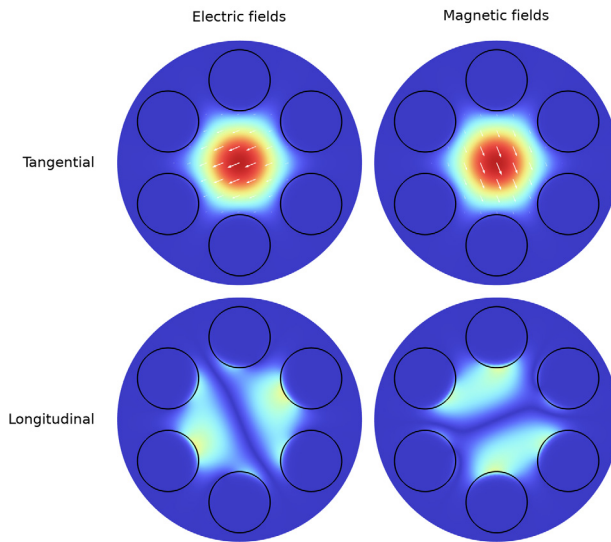 Electric fields
Magnetic fields
Tangential
Longitudinal